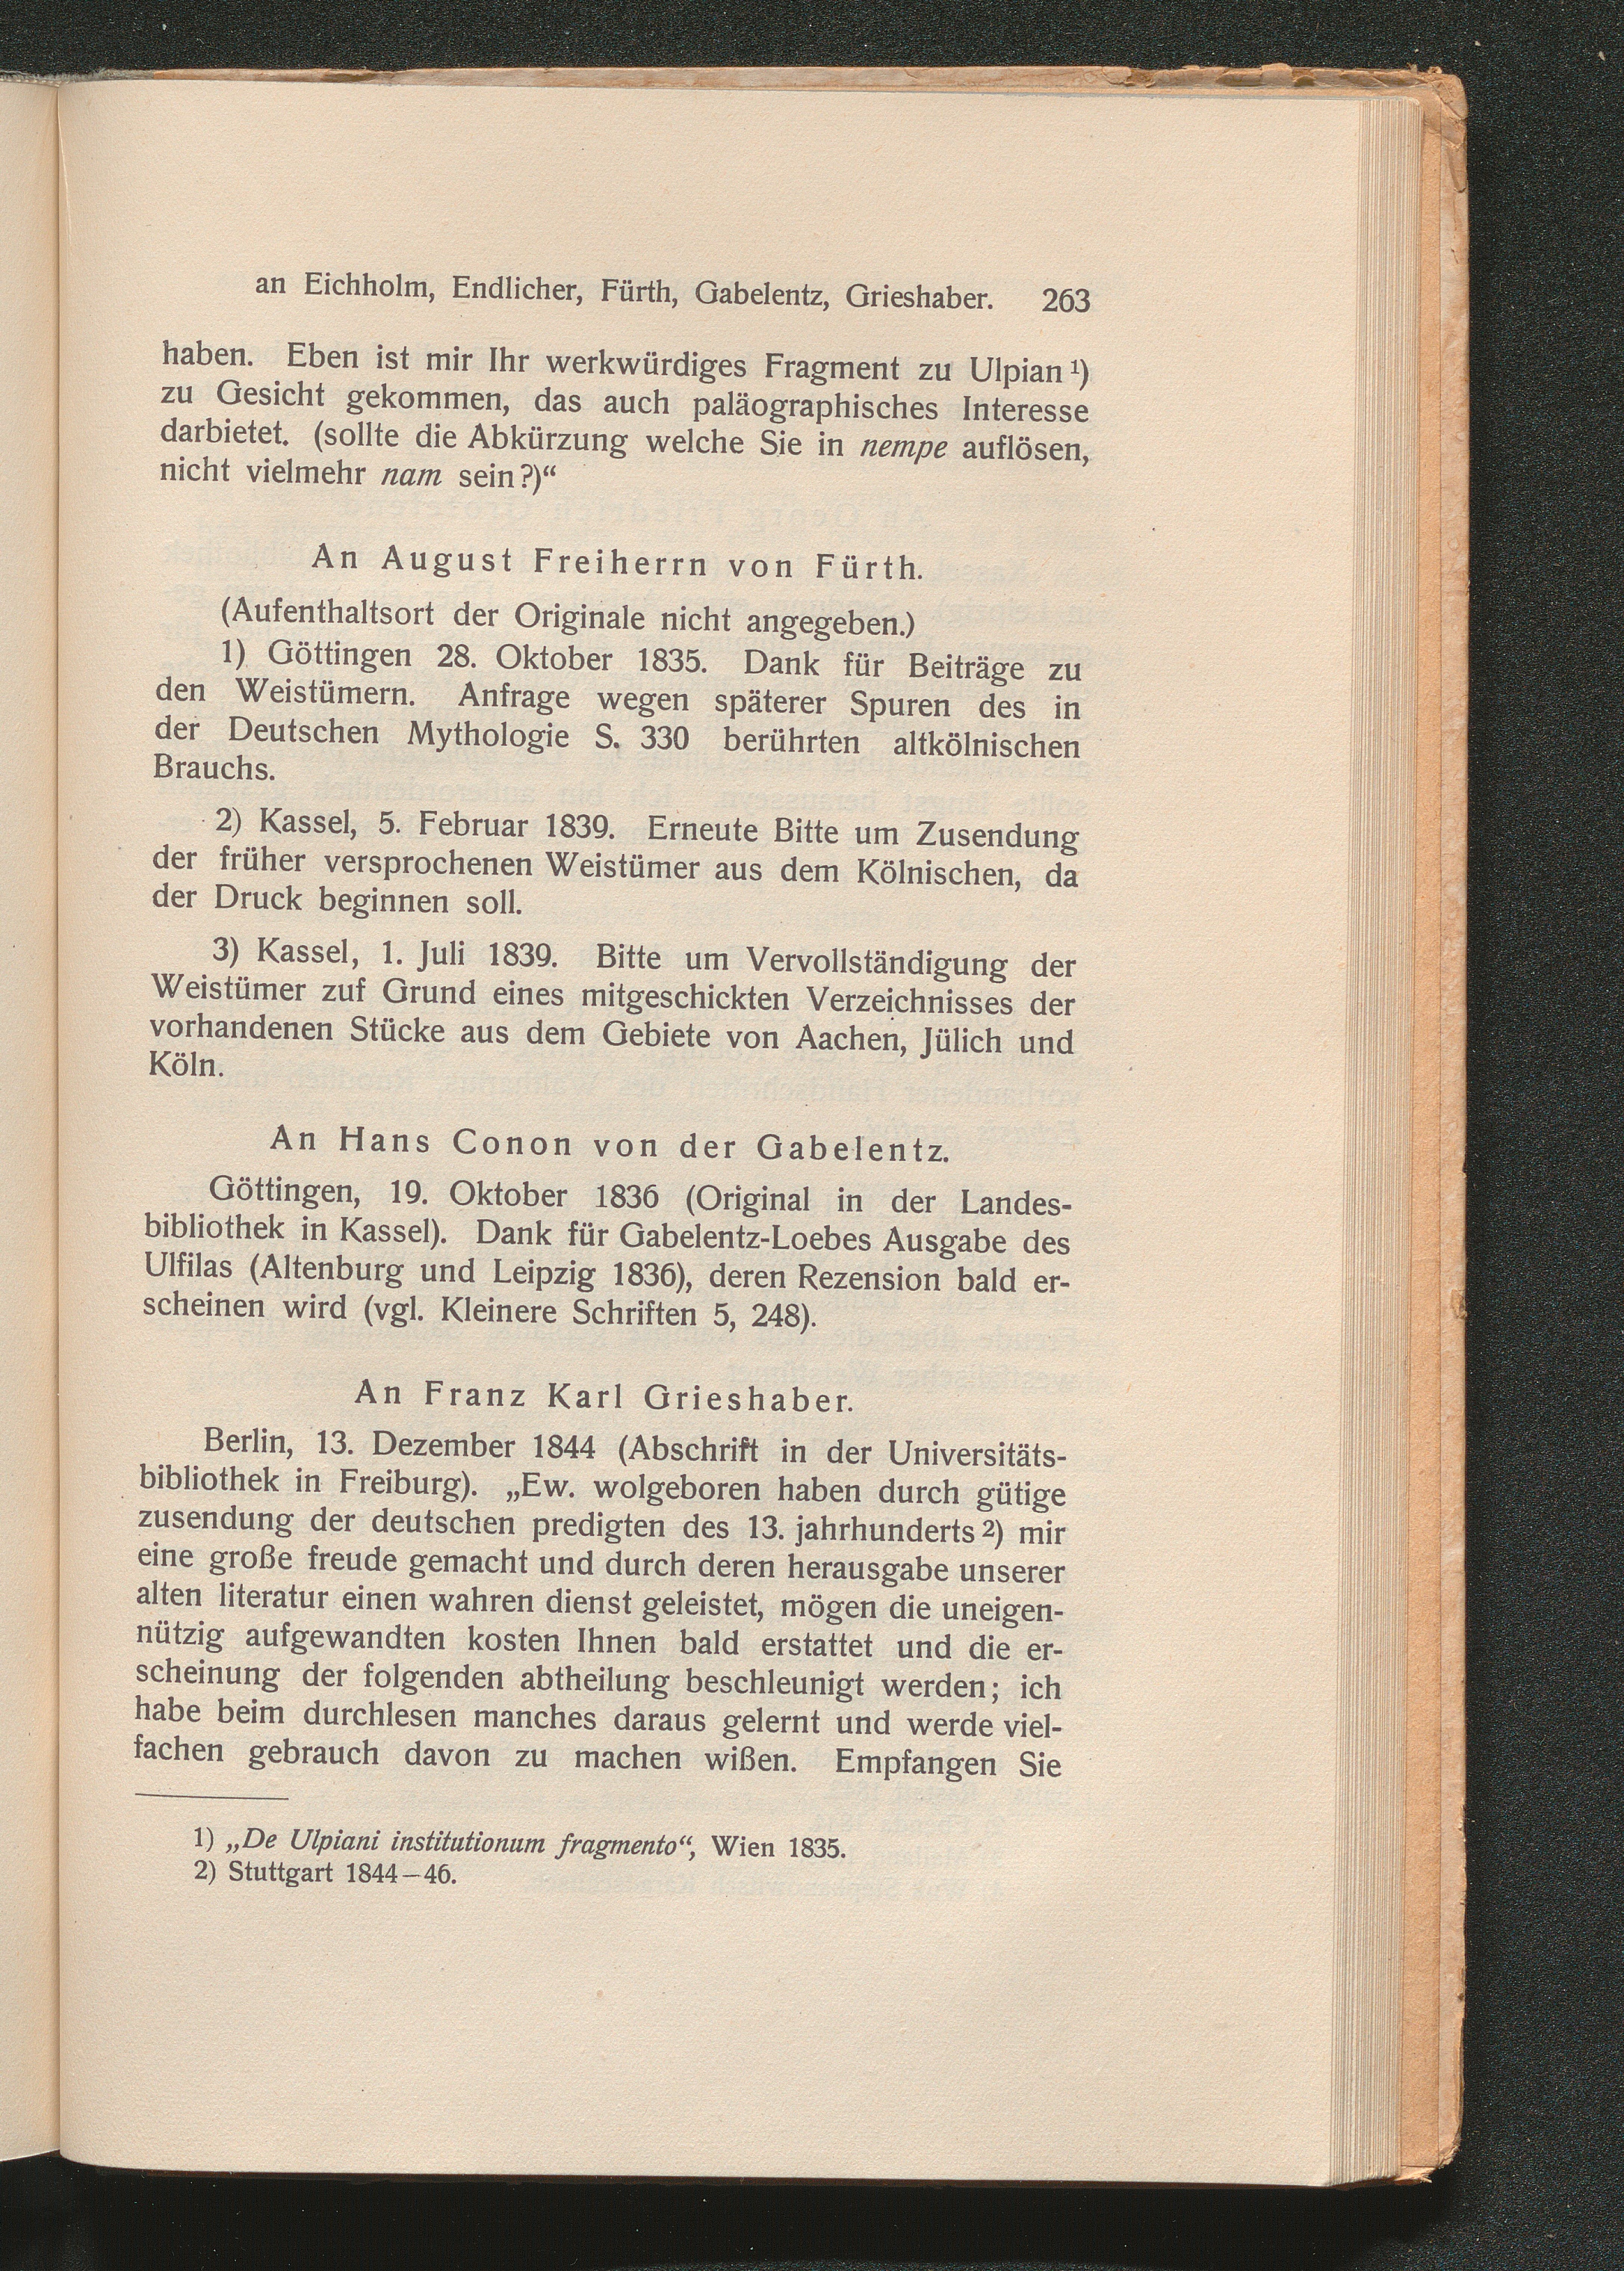 an Eichholm, Endlicher, Fürth, Gabelentz, Grieshaber. 263
haben. Eben ist mir Ihr werkwürdiges Fragment zu Ulpian¹)
zu Gesicht gekommen, das auch paläographisches Interesse
darbietet. (sollte die Abkürzung welche Sie in nempe auflösen,
nicht vielmehr nam sein?)“
An August Freiherrn von Fürth.
(Aufenthaltsort der Originale nicht angegeben.)
1) Göttingen 28. Oktober 1835. Dank für Beiträge zu
den Weistümern. Anfrage wegen späterer Spuren des in
der Deutschen Mythologie S. 330 berührten altkölnischen
Brauchs.
2) Kassel, 5. Februar 1839. Erneute Bitte um Zusendung
der früher versprochenen Weistümer aus dem Kölnischen, da
der Druck beginnen soll.
3) Kassel, 1. Juli 1839. Bitte um Vervollständigung der
Weistümer zuf Grund eines mitgeschickten Verzeichnisses der
vorhandenen Stücke aus dem Gebiete von Aachen, Jülich und
Köln.
An Hans Conon von der Gabelentz.
Göttingen, 19. Oktober 1836 (Original in der Landes-
bibliothek in Kassel). Dank für Gabelentz-Loebes Ausgabe des
Ulfilas (Altenburg und Leipzig 1836), deren Rezension bald er-
scheinen wird (vgl. Kleinere Schriften 5, 248).
An Franz Karl Grieshaber.
Berlin, 13. Dezember 1844 (Abschrift in der Universitäts-
bibliothek in Freiburg). „Ew. wolgeboren haben durch gütige
zusendung der deutschen predigten des 13. jahrhunderts²) mir
eine große freude gemacht und durch deren herausgabe unserer
alten literatur einen wahren dienst geleistet, mögen die uneigen-
nützig aufgewandten kosten Ihnen bald erstattet und die er-
scheinung der folgenden abtheilung beschleunigt werden; ich
habe beim durchlesen manches daraus gelernt und werde viel-
fachen gebrauch davon zu machen wißen. Empfangen Sie
1) „De Ulpiani institutionum fragmento“, Wien 1835.
2) Stuttgart 1844—46.